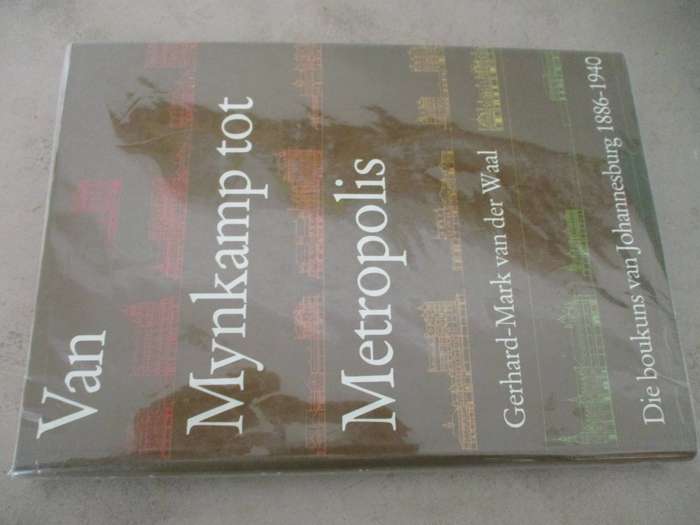 Van
Mynkamp tot
Metropolis
Gerhard-Mark van der Waal
Die boukuns van Johannesburg 1886-1940